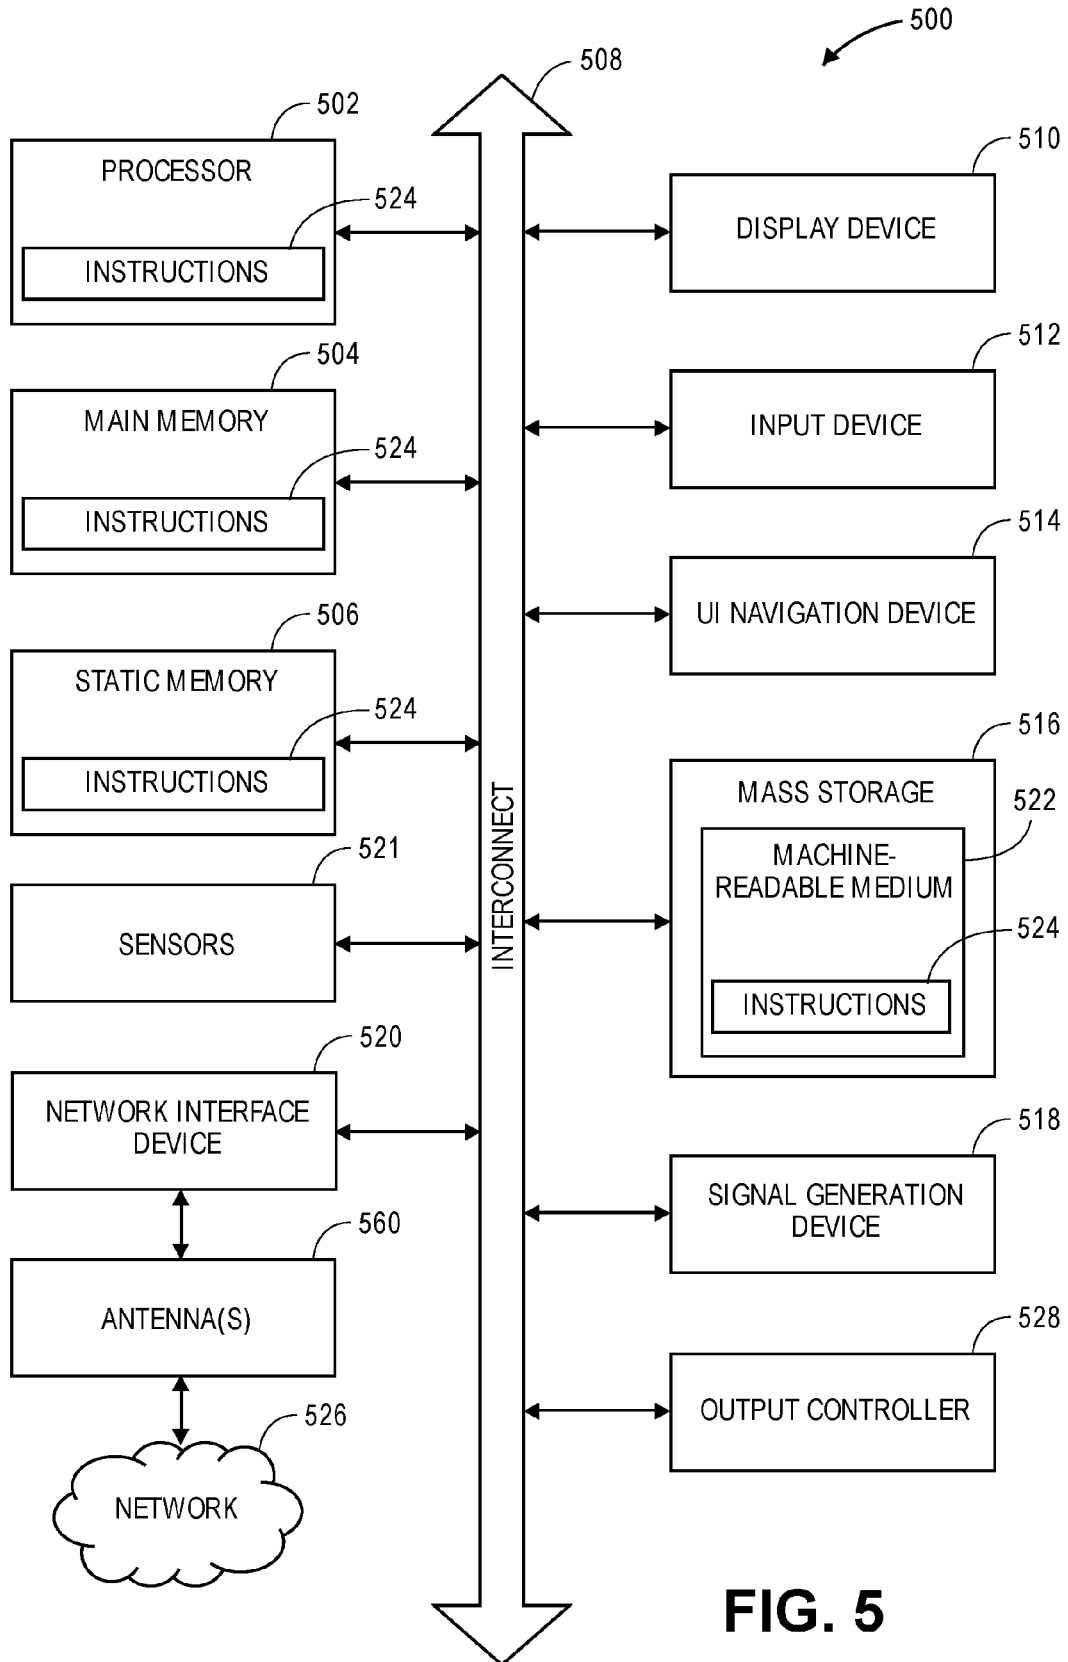 500
508
502
PROCESSOR
524
INSTRUCTIONS
504
MAIN MEMORY
524
INSTRUCTIONS
506
STATIC MEMORY
524
INSTRUCTIONS
521
SENSORS
520
NETWORK INTERFACE
DEVICE
560
ANTENNA(S)
526
NETWORK
INTERCONNECT
510
DISPLAY DEVICE
512
INPUT DEVICE
514
UI NAVIGATION DEVICE
516
MASS STORAGE
522
MACHINE-
READABLE MEDIUM
524
INSTRUCTIONS
518
SIGNAL GENERATION
DEVICE
528
OUTPUT CONTROLLER
FIG. 5